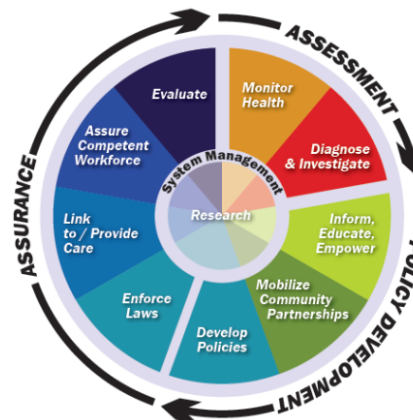 ASSESSMENT
Monitor
Health
Diagnose
& Investigate
POLICY DEVELOPMENT
Inform,
Educate,
Empower
Mobilize
Community
Partnerships
Develop
Policies
ASSURANCE
Enforce
Laws
Link
to / Provide
Care
Assure
Competent
Workforce
Evaluate
System Management
Research